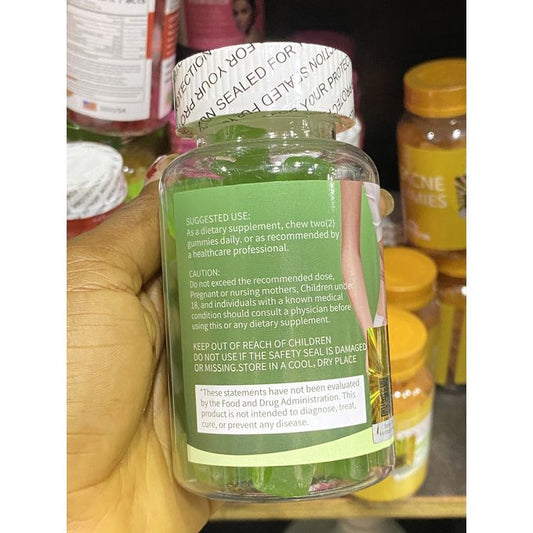 PROTECTION
FOR YOUR
SEALED FOR
YOUR PROTEC
SUGGESTED USE:
As a dietary supplement, chew two(2)
gummies daily. or as recommended by
a healthcare professional.
CAUTION:
Do not exceed the recommended dose,
Pregnant or nursing mothers, Children under
18, and individuals with a known medical
condition should consult a physician before
using this or any dietary supplement.
KEEP OUT OF REACH OF CHILDREN
DO NOT USE IF THE SAFETY SEAL IS DAMAGED
OR MISSING.STORE IN A COOL, DRY PLACE
*These statements have not been evaluated
by the Food and Drug Administration. This
product is not intended to diagnose, treat,
cure, or prevent any disease.
CNE
MIES